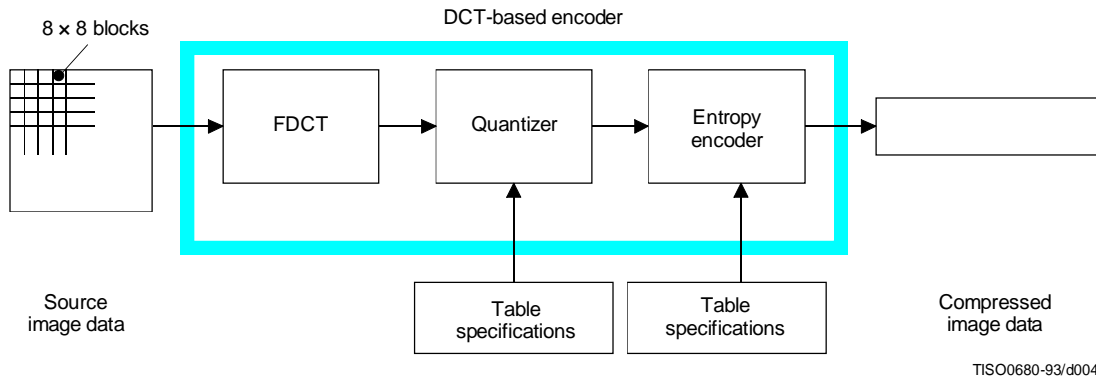 DCT-based encoder
8 × 8 blocks
FDCT
Quantizer
Entropy
encoder
Table
specifications
Table
specifications
Source
image data
Compressed
image data
TISO0680-93/d004